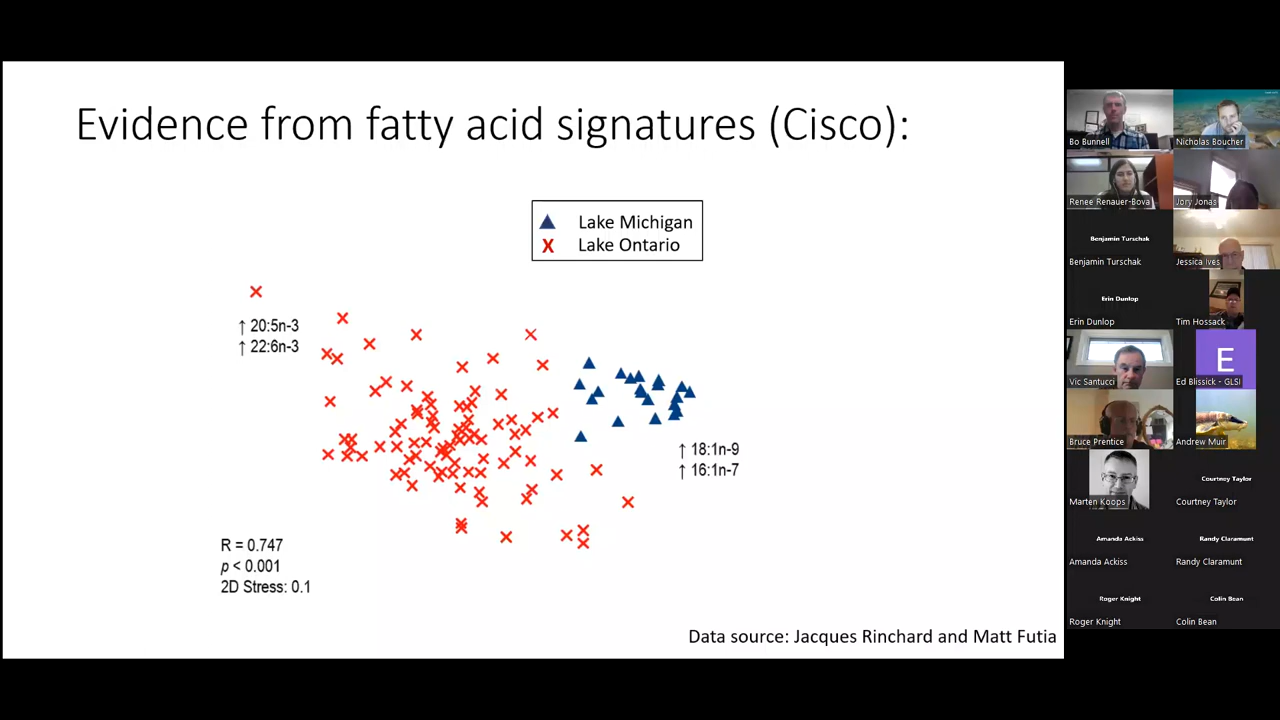 Evidence from fatty acid signatures (Cisco):
Lake Michigan
X Lake Ontario
↑ 20:5n-3
↑ 22:6n-3
↑ 18:1n-9
↑ 16:1n-7
R = 0.747
p < 0.001
2D Stress: 0.1
Data source: Jacques Rinchard and Matt Futia
Bo Bunnell
Nicholas Boucher
Renee Renauer-Bova
Jory Jonas
Benjamin Turschak
Benjamin Turschak
Jessica Ives
Erin Dunlop
Erin Dunlop
Tim Hossack
Vic Santucci
E
Ed Blissick - GLSI
Bruce Prentice
Andrew Muir
Marten Koops
Courtney Taylor
Courtney Taylor
Amanda Ackiss
Amanda Ackiss
Randy Claramunt
Randy Claramunt
Roger Knight
Roger Knight
Colin Bean
Colin Bean